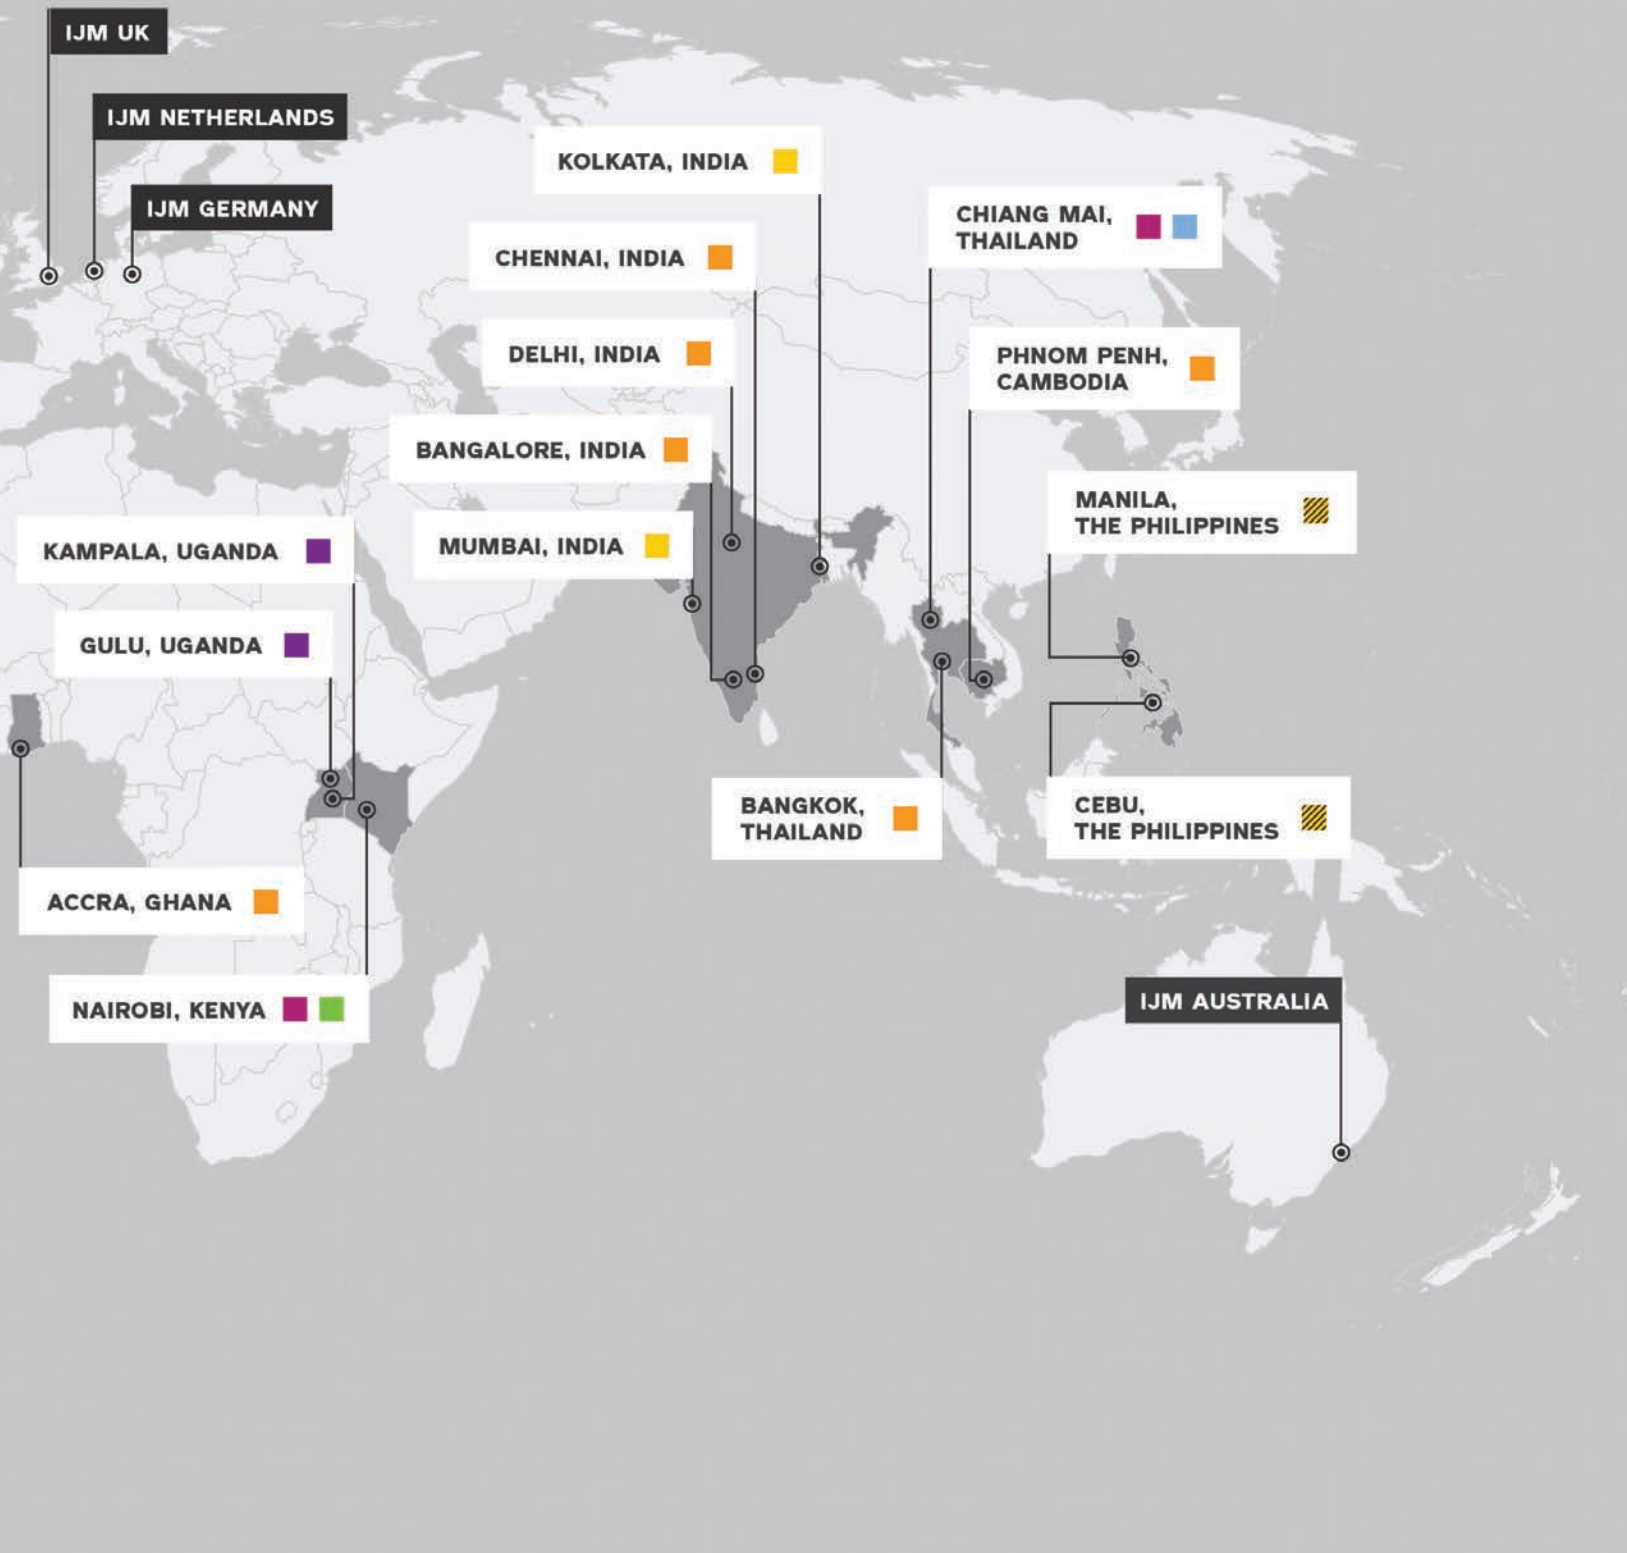 IJM UK
IJM NETHERLANDS
IJM GERMANY
KOLKATA, INDIA
CHENNAI, INDIA
DELHI, INDIA
BANGALORE, INDIA
MUMBAI, INDIA
CHIANG MAI,
THAILAND
PHNOM PENH,
CAMBODIA
MANILA,
THE PHILIPPINES
KAMPALA, UGANDA
GULU, UGANDA
BANGKOK,
THAILAND
CEBU,
THE PHILIPPINES
ACCRA, GHANA
NAIROBI, KENYA
IJM AUSTRALIA